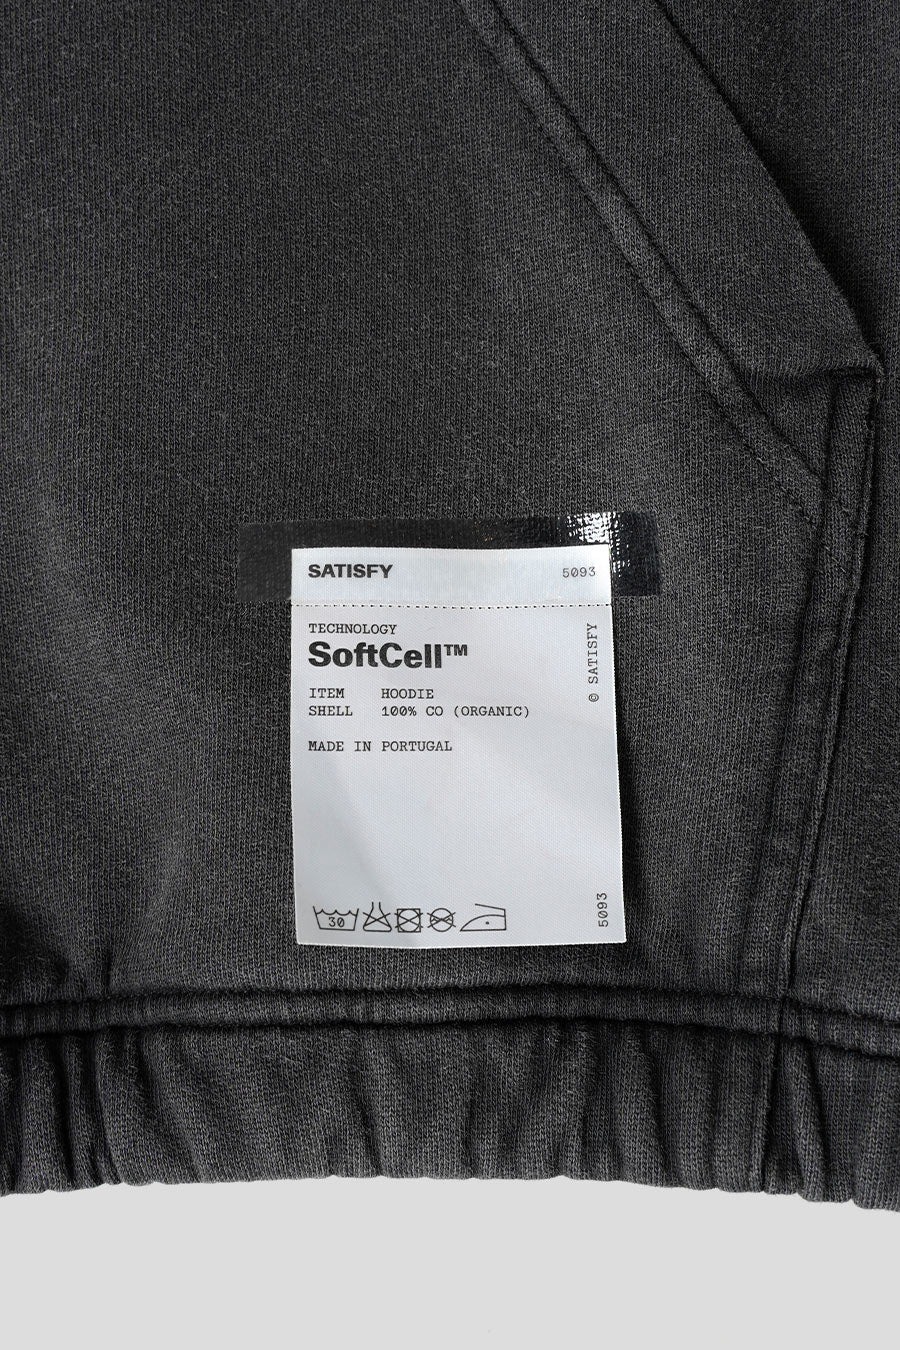 SATISFY 5093
TECHNOLOGY
SoftCell™
ITEM HOODIE
SHELL 100% CO (ORGANIC)
MADE IN PORTUGAL
© SATISFY
30
5093